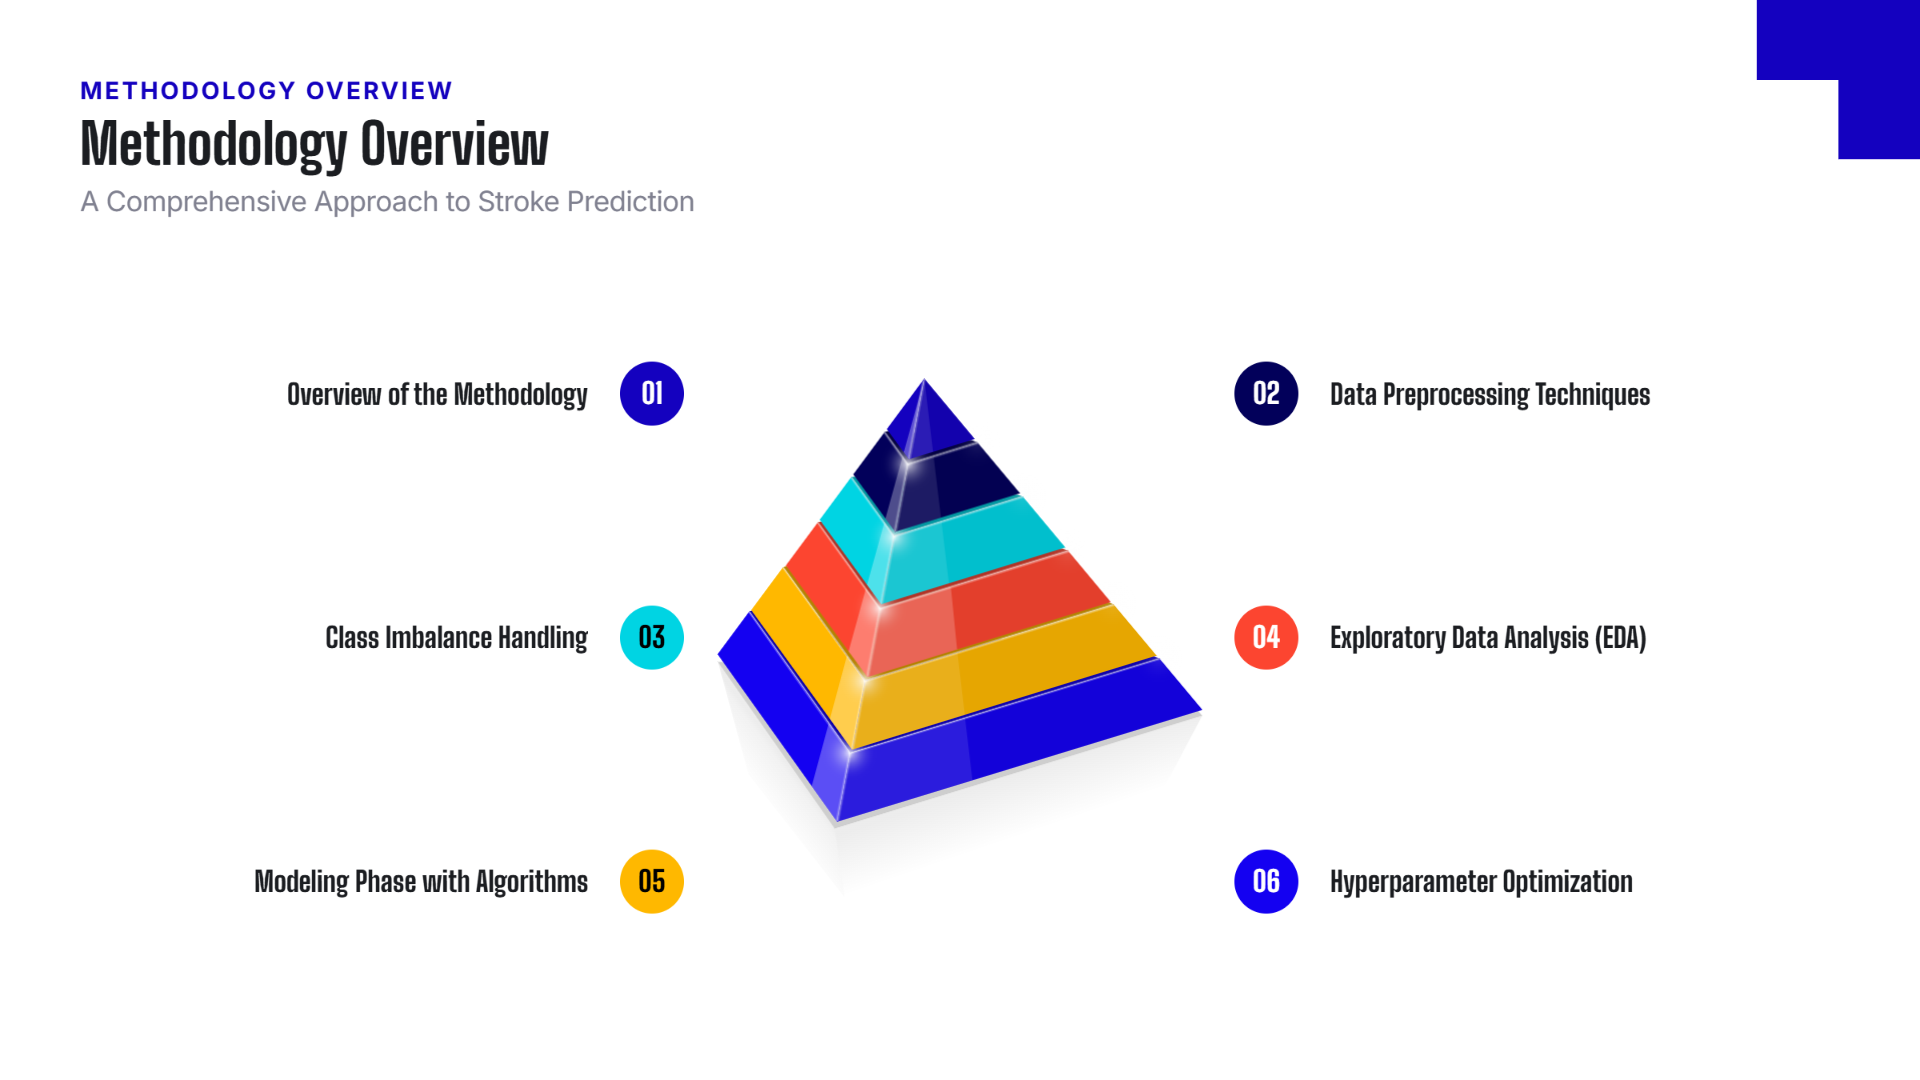 METHODOLOGY OVERVIEW
Methodology Overview
A Comprehensive Approach to Stroke Prediction
Overview of the Methodology
01
02
Data Preprocessing Techniques
Class Imbalance Handling
03
04
Exploratory Data Analysis (EDA)
Modeling Phase with Algorithms
05
06
Hyperparameter Optimization